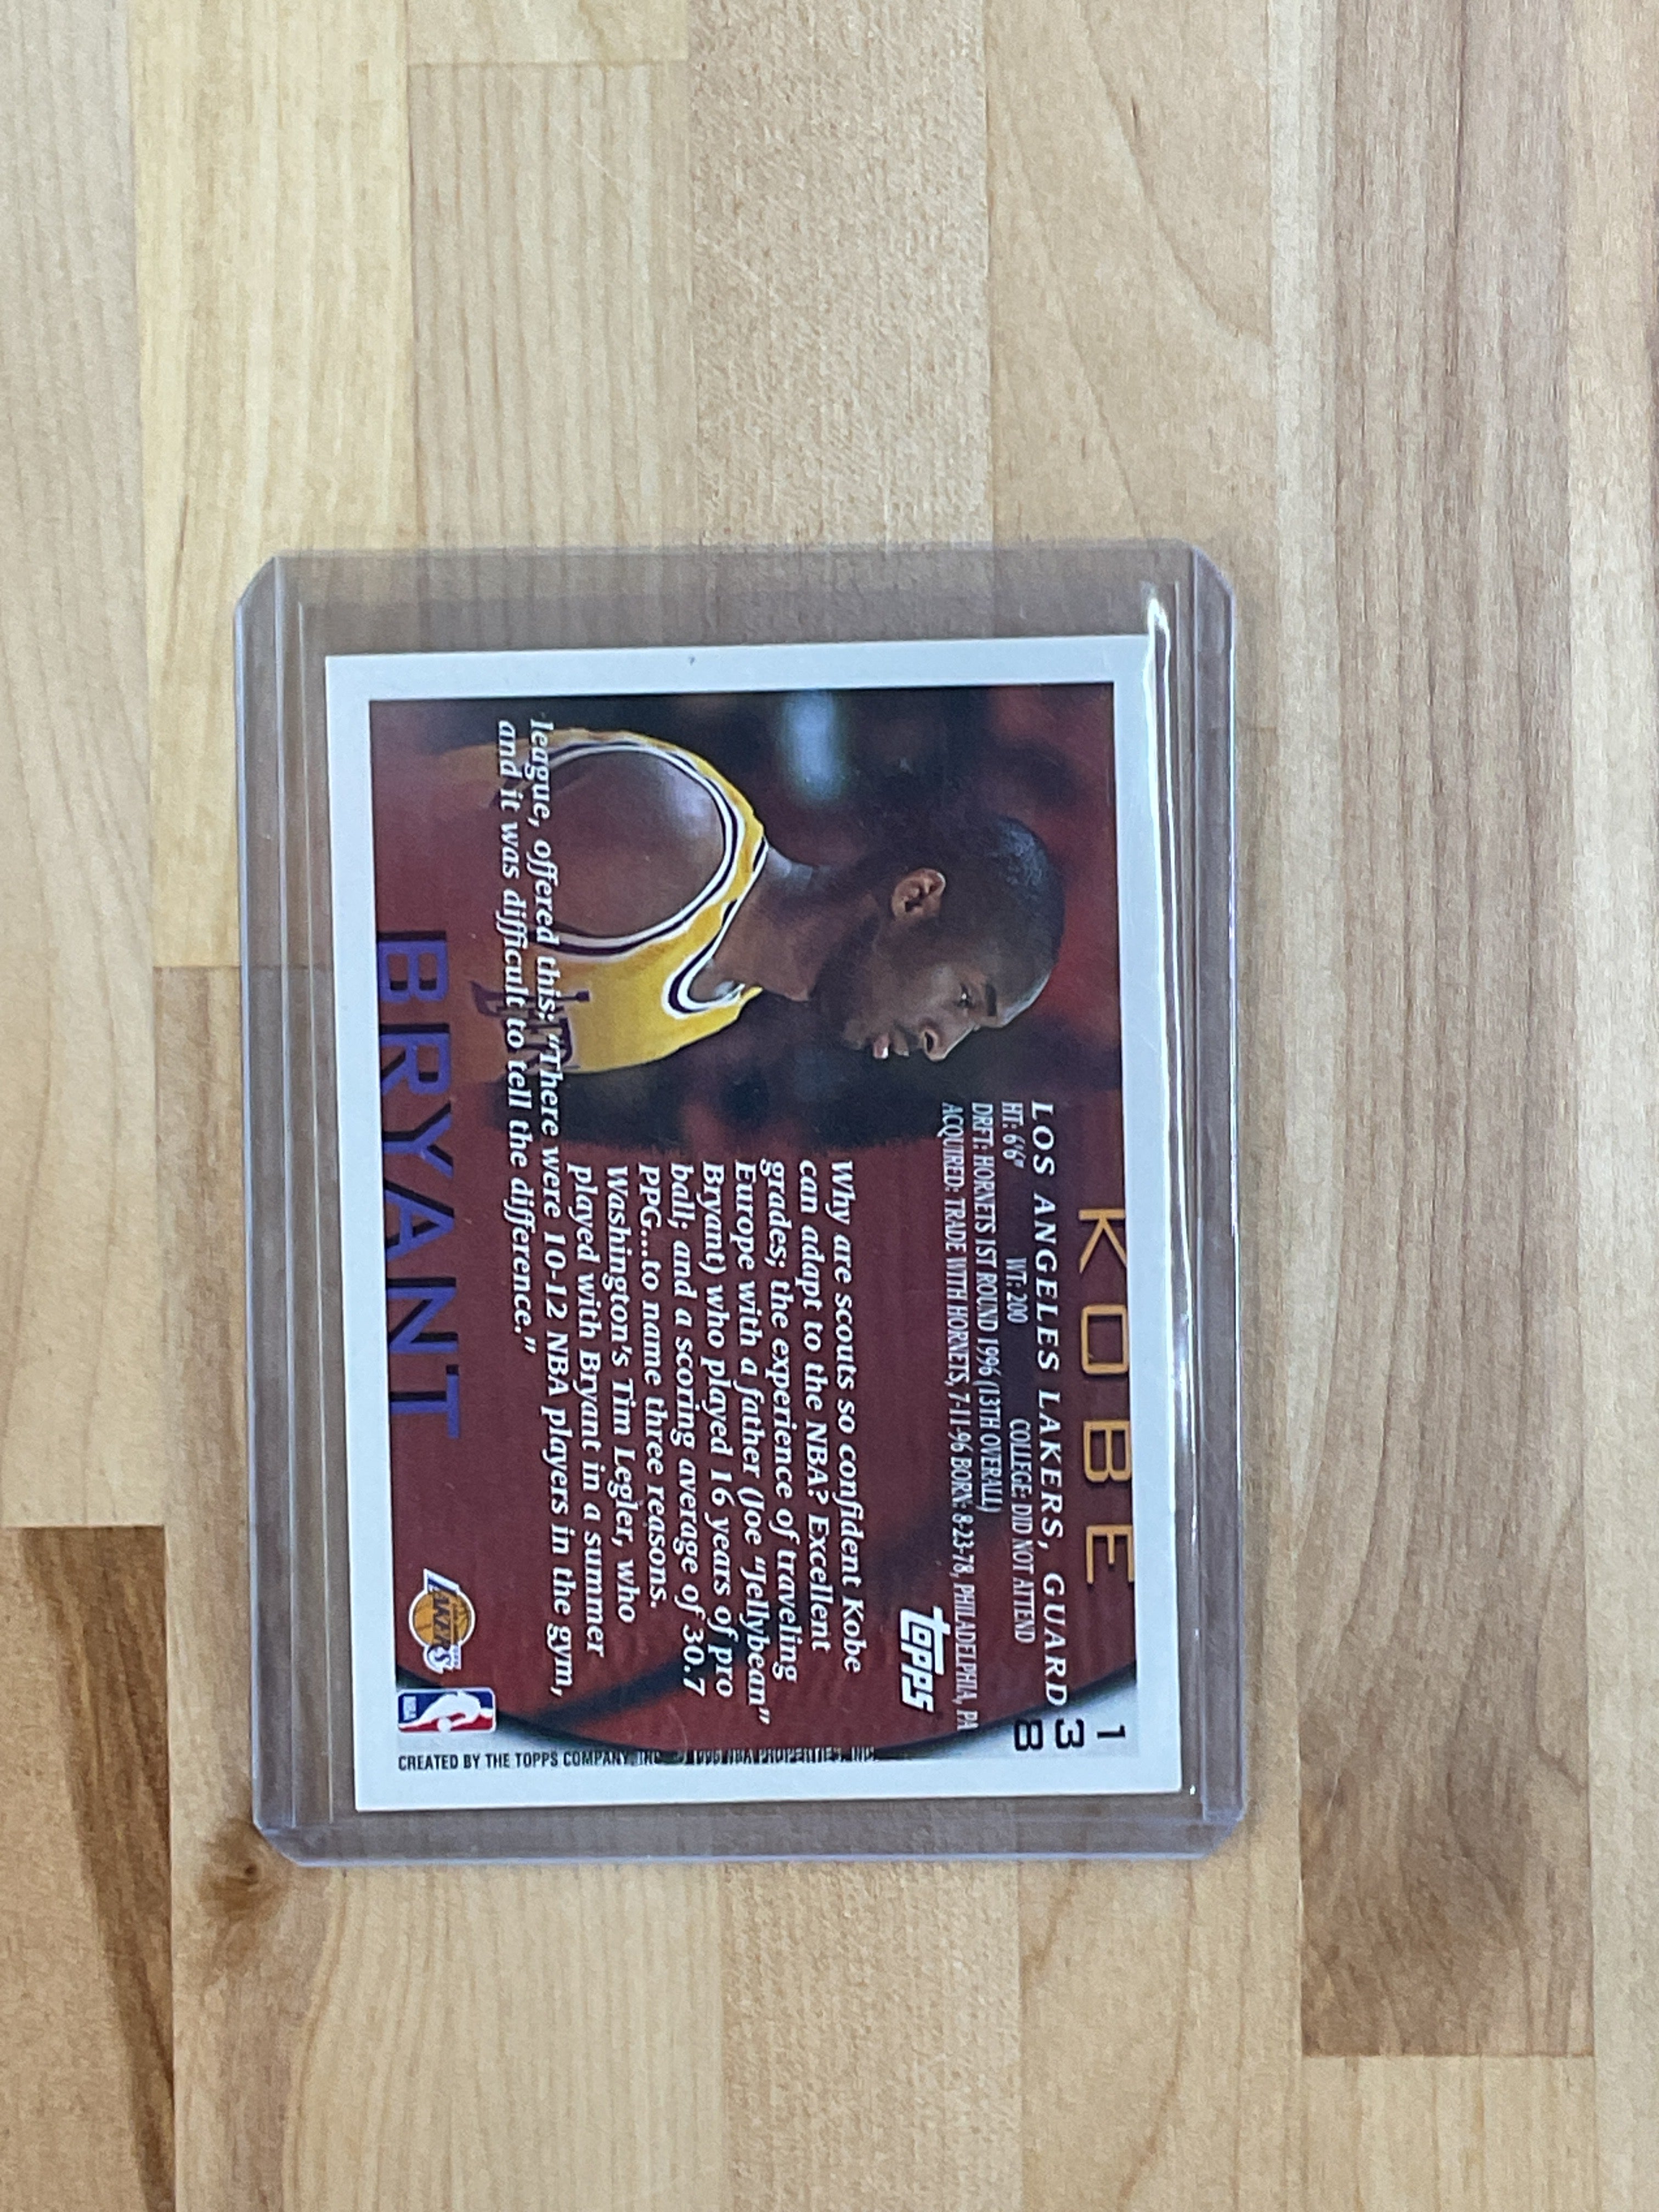 KOBE
LOS ANGELES LAKERS, GUARD
138
HT: 6'6" WT: 200 COLLEGE: DID NOT ATTEND
DRFT: HORNETS 1ST ROUND 1996 (13TH OVERALL)
ACQUIRED: TRADE WITH HORNETS, 7-11-96 BORN: 8-23-78, PHILADELPHIA, PA
topps
Why are scouts so confident Kobe
can adapt to the NBA? Excellent
grades; the experience of traveling
Europe with a father (Joe "Jellybean"
Bryant) who played 16 years of pro
ball; and a scoring average of 30.7
PPG...to name three reasons.
Washington's Tim Legler, who
played with Bryant in a summer
league, offered this: "There were 10-12 NBA players in the gym,
and it was difficult to tell the difference."
BRYANT
LAKERS
NBA
CREATED BY THE TOPPS COMPANY, INC. © 1996 NBA PROPERTIES, INC.